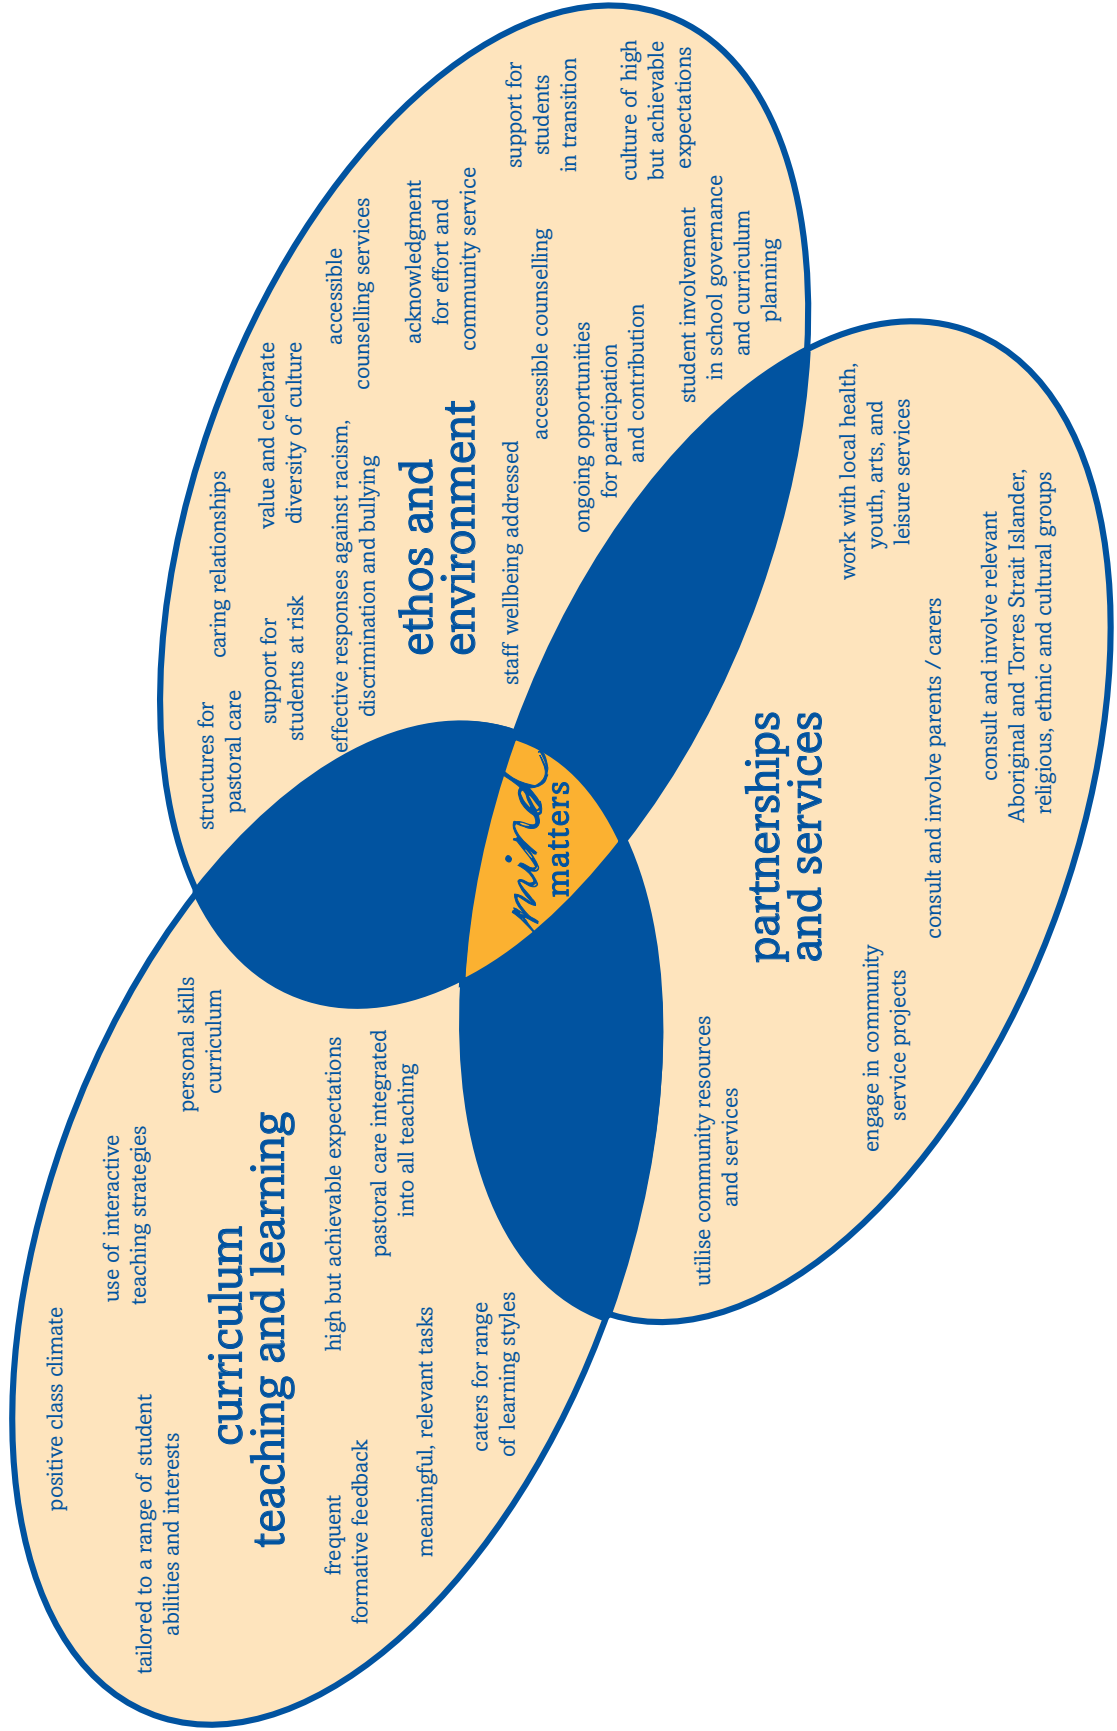 positive class climate
use of interactive
teaching strategies
tailored to a range of student
abilities and interests
personal skills
curriculum
curriculum
teaching and learning
high but achievable expectations
frequent
formative feedback
pastoral care integrated
into all teaching
meaningful, relevant tasks
caters for range
of learning styles
structures for
pastoral care
caring relationships
support for
students at risk
value and celebrate
diversity of culture
effective responses against racism,
discrimination and bullying
accessible
counselling services
ethos and
environment
acknowledgment
for effort and
community service
staff wellbeing addressed
accessible counselling
support for
students
in transition
ongoing opportunities
for participation
and contribution
culture of high
but achievable
expectations
student involvement
in school governance
and curriculum
planning
mind
matters
utilise community resources
and services
partnerships
and services
work with local health,
youth, arts, and
leisure services
engage in community
service projects
consult and involve parents / carers
consult and involve relevant
Aboriginal and Torres Strait Islander,
religious, ethnic and cultural groups